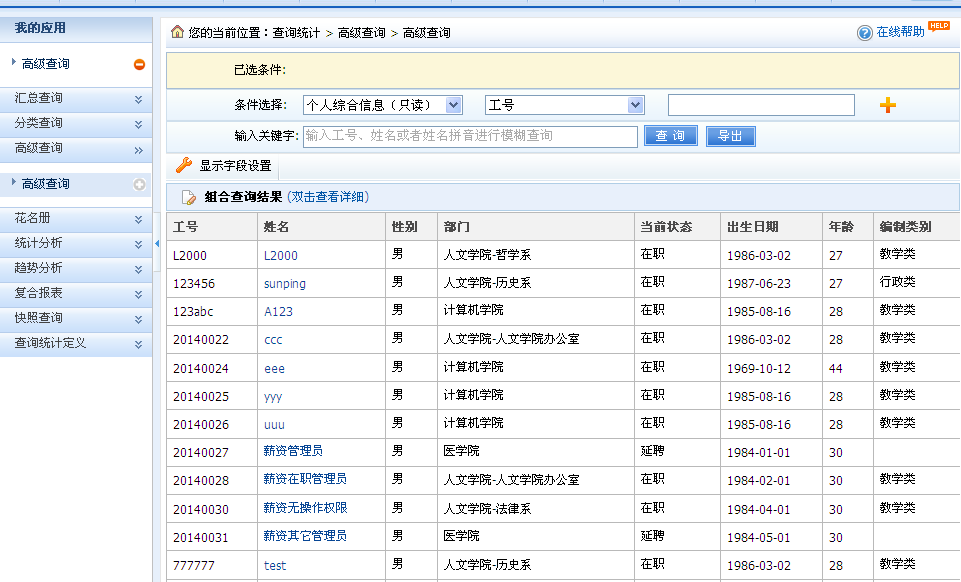 我的应用
高级查询
汇总查询
分类查询
高级查询
高级查询
花名册
统计分析
趋势分析
复合报表
快照查询
查询统计定义
您的当前位置：查询统计 > 高级查询 > 高级查询
在线帮助 HELP
已选条件:
条件选择: 个人综合信息（只读） 工号
输入关键字: 输入工号、姓名或者姓名拼音进行模糊查询 查 询 导出
显示字段设置
组合查询结果 (双击查看详细)
工号 姓名 性别 部门 当前状态 出生日期 年龄 编制类别
L2000 L2000 男 人文学院-哲学系 在职 1986-03-02 27 教学类
123456 sunping 男 人文学院-历史系 在职 1987-06-23 27 行政类
123abc A123 男 计算机学院 在职 1985-08-16 28 教学类
20140022 ccc 男 人文学院-人文学院办公室 在职 1986-03-02 28 教学类
20140024 eee 男 计算机学院 在职 1969-10-12 44 教学类
20140025 yyy 男 计算机学院 在职 1985-08-16 28 教学类
20140026 uuu 男 计算机学院 在职 1985-08-16 28 教学类
20140027 薪资管理员 男 医学院 延聘 1984-01-01 30
20140028 薪资在职管理员 男 人文学院-人文学院办公室 在职 1984-02-01 30 教学类
20140030 薪资无操作权限 男 人文学院-法律系 在职 1984-04-01 30 教学类
20140031 薪资其它管理员 男 医学院 延聘 1984-05-01 30
777777 test 男 人文学院-历史系 在职 1986-03-02 28 教学类